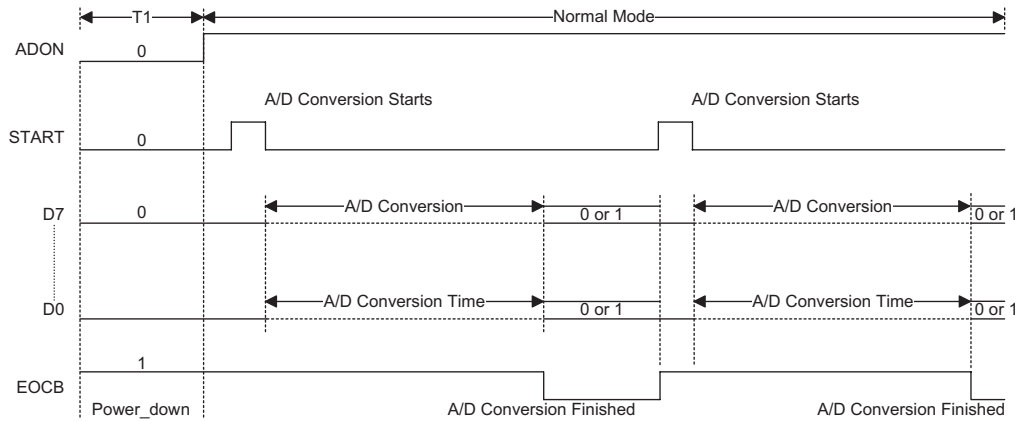 T1 Normal Mode
ADON 0
A/D Conversion Starts A/D Conversion Starts
START 0
D7 0 A/D Conversion 0 or 1 A/D Conversion 0 or 1
D0 A/D Conversion Time 0 or 1 A/D Conversion Time 0 or 1
EOCB 1
Power_down A/D Conversion Finished A/D Conversion Finished